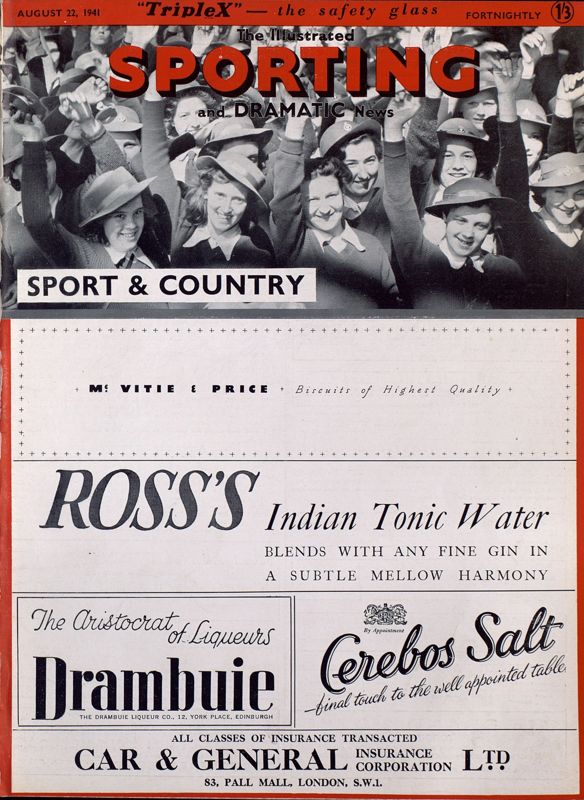 "TripleX" — the safety glass
AUGUST 22, 1941
FORTNIGHTLY 1/3
The Illustrated
SPORTING
and DRAMATIC News
SPORT & COUNTRY
Mc VITIE & PRICE + Biscuits of Highest Quality
ROSS'S Indian Tonic Water
BLENDS WITH ANY FINE GIN IN
A SUBTLE MELLOW HARMONY
The Aristocrat
of Liqueurs
Drambuie
THE DRAMBUIE LIQUEUR CO., 12, YORK PLACE, EDINBURGH
By Appointment
Cerebos Salt
—final touch to the well appointed table.
ALL CLASSES OF INSURANCE TRANSACTED
CAR & GENERAL INSURANCE CORPORATION LTD.
83, PALL MALL, LONDON, S.W.1.